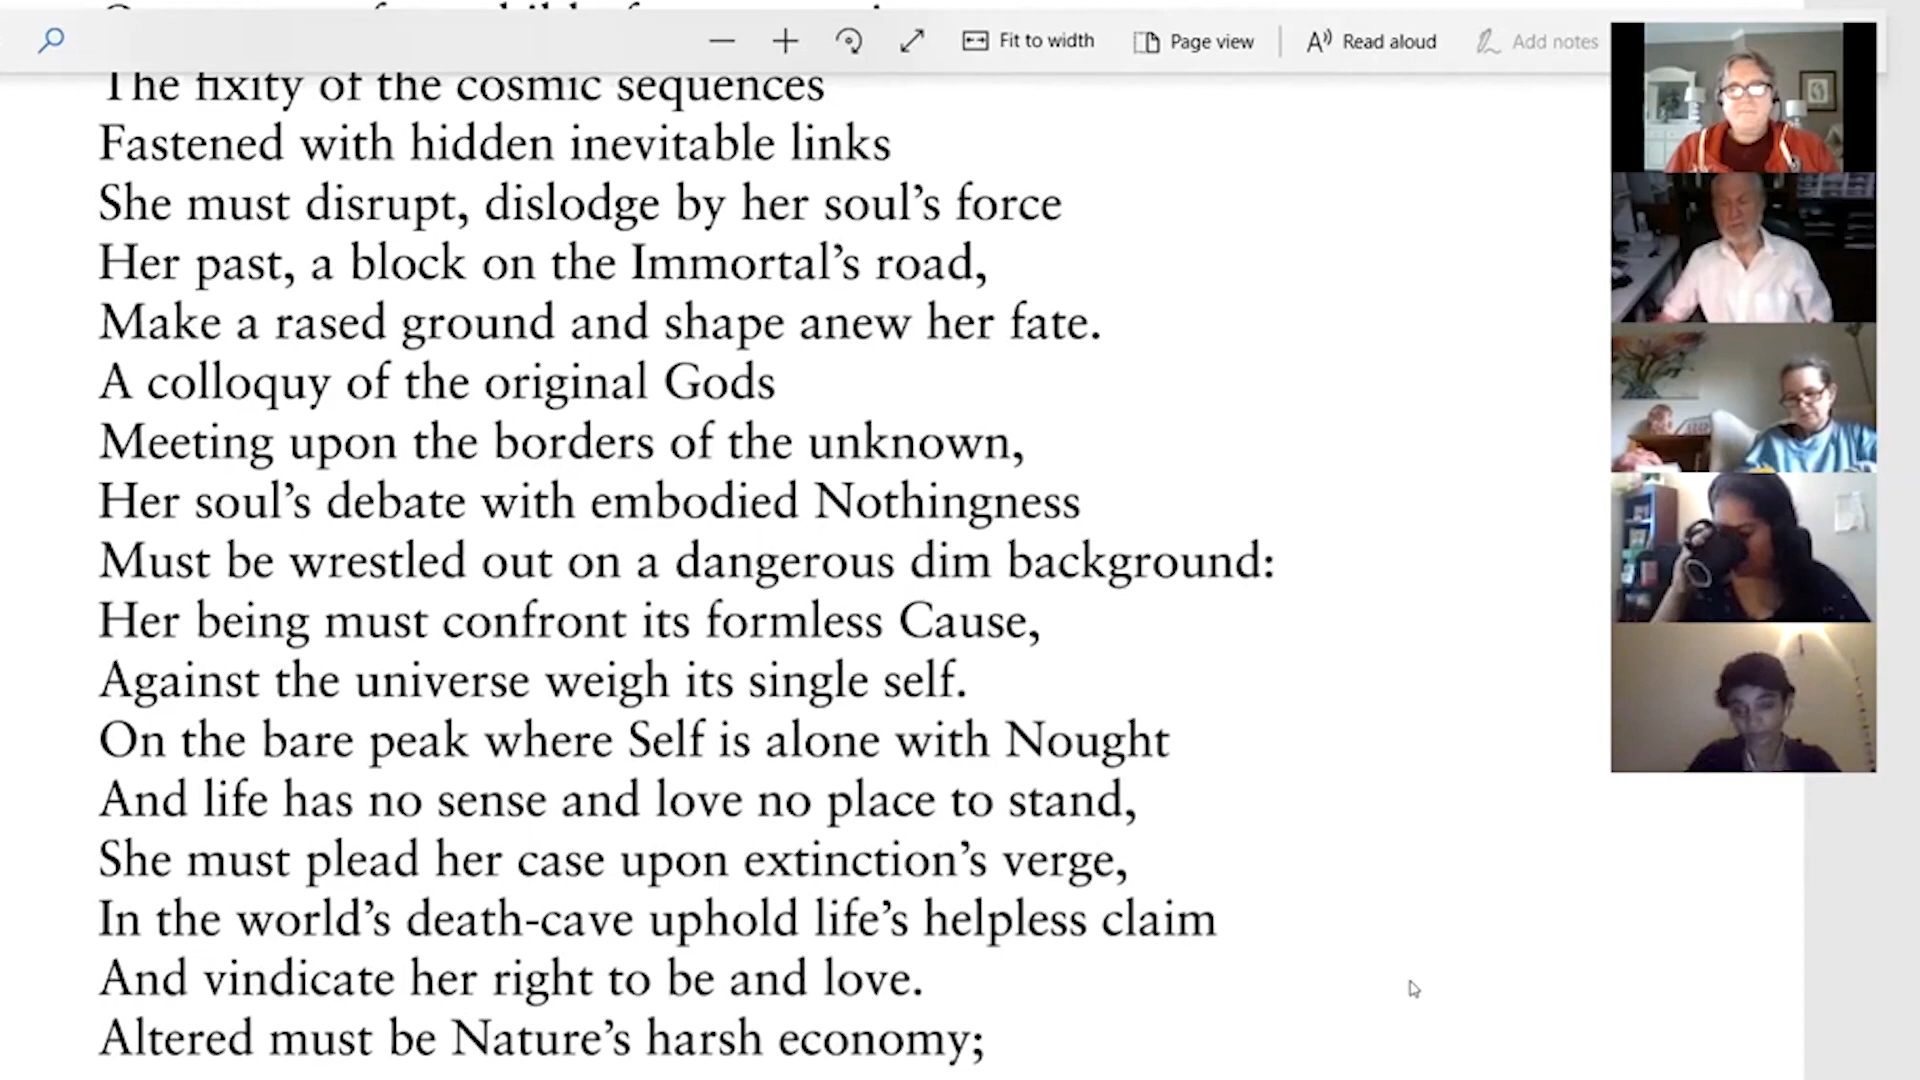 Fit to width
Page view
Read aloud
Add notes
The fixity of the cosmic sequences
Fastened with hidden inevitable links
She must disrupt, dislodge by her soul’s force
Her past, a block on the Immortal’s road,
Make a rased ground and shape anew her fate.
A colloquy of the original Gods
Meeting upon the borders of the unknown,
Her soul’s debate with embodied Nothingness
Must be wrestled out on a dangerous dim background:
Her being must confront its formless Cause,
Against the universe weigh its single self.
On the bare peak where Self is alone with Nought
And life has no sense and love no place to stand,
She must plead her case upon extinction’s verge,
In the world’s death-cave uphold life’s helpless claim
And vindicate her right to be and love.
Altered must be Nature’s harsh economy;